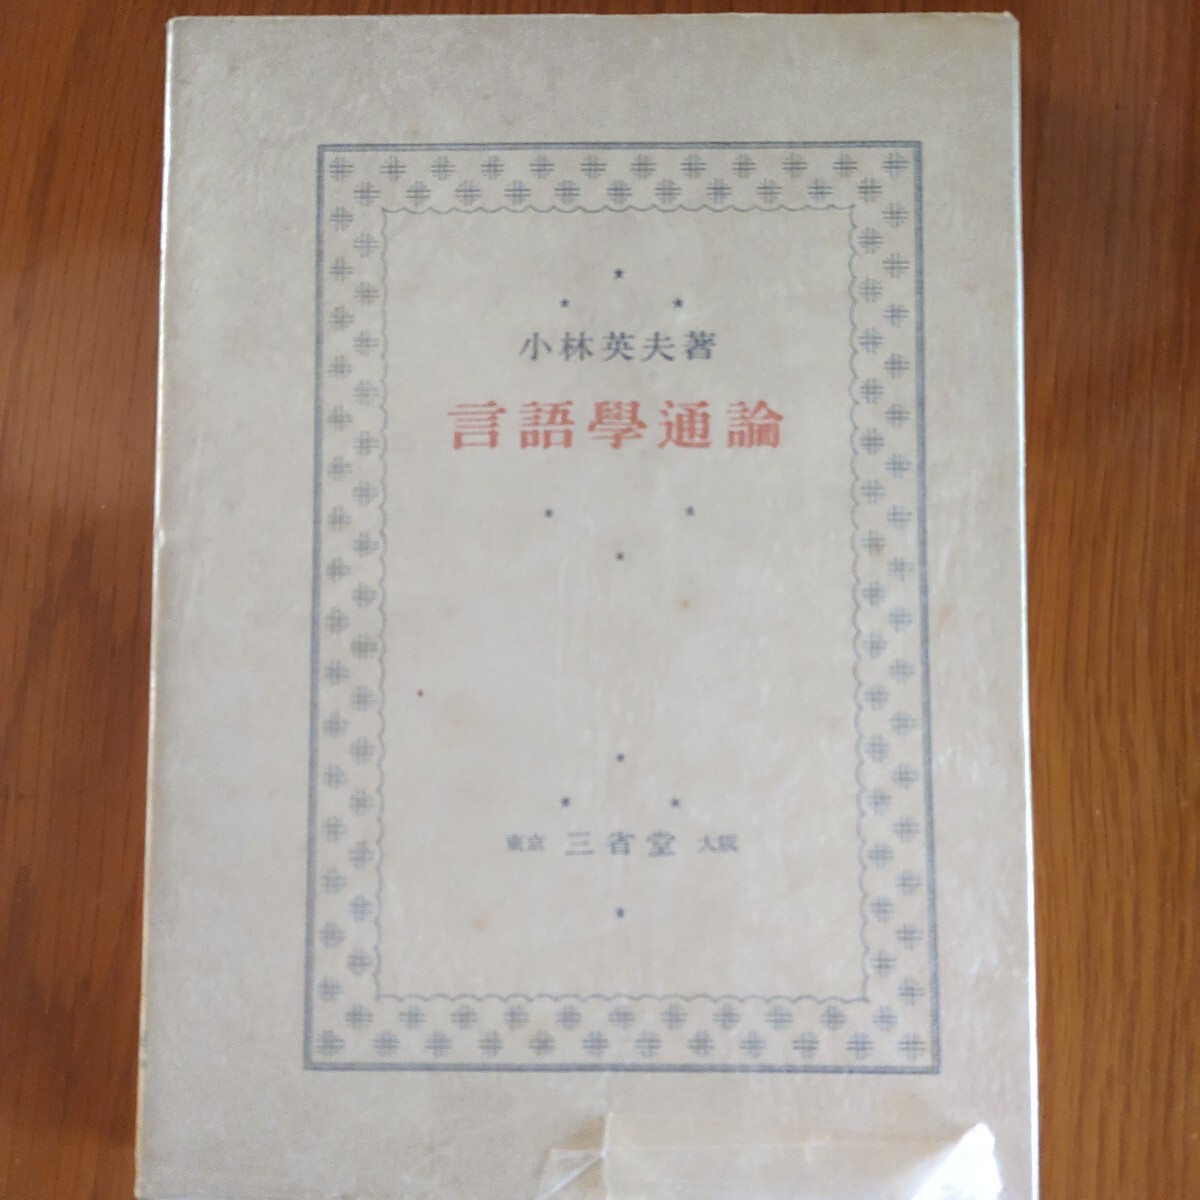 小林英夫著
言語學通論
東京 三省堂 大阪